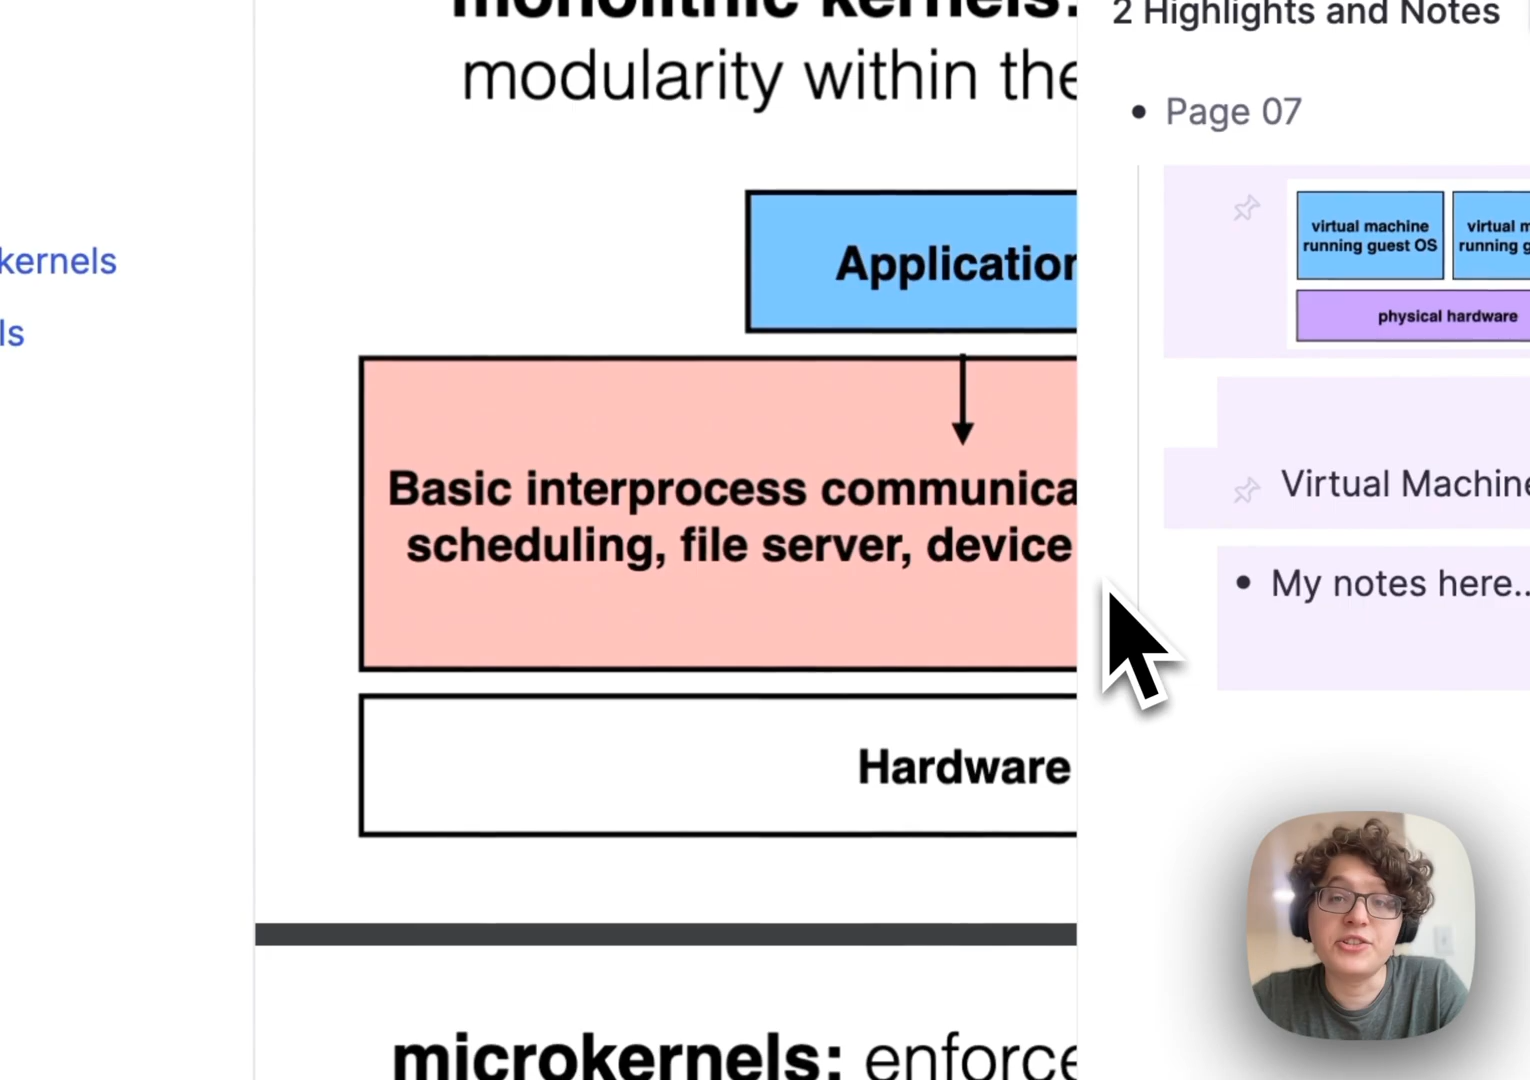 kernels
ls
monolithic kernels:
modularity within the
Application
Basic interprocess communica
scheduling, file server, device
Hardware
microkernels: enforce
2 Highlights and Notes
Page 07
virtual machine
running guest OS
virtual m
running g
physical hardware
Virtual Machine
My notes here..